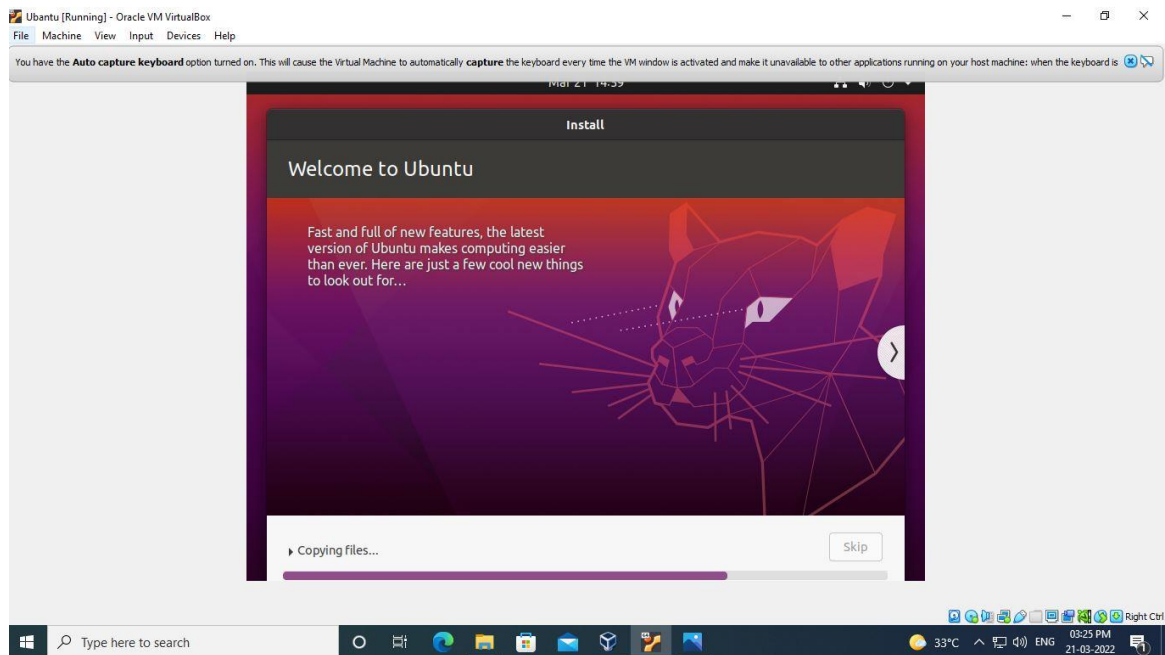 Ubantu [Running] - Oracle VM VirtualBox
File Machine View Input Devices Help
You have the Auto capture keyboard option turned on. This will cause the Virtual Machine to automatically capture the keyboard every time the VM window is activated and make it unavailable to other applications running on your host machine: when the keyboard is
Mar 21 14:59
Install
Welcome to Ubuntu
Fast and full of new features, the latest
version of Ubuntu makes computing easier
than ever. Here are just a few cool new things
to look out for...
Copying files...
Skip
Right Ctrl
Type here to search
33°C
ENG
03:25 PM
21-03-2022